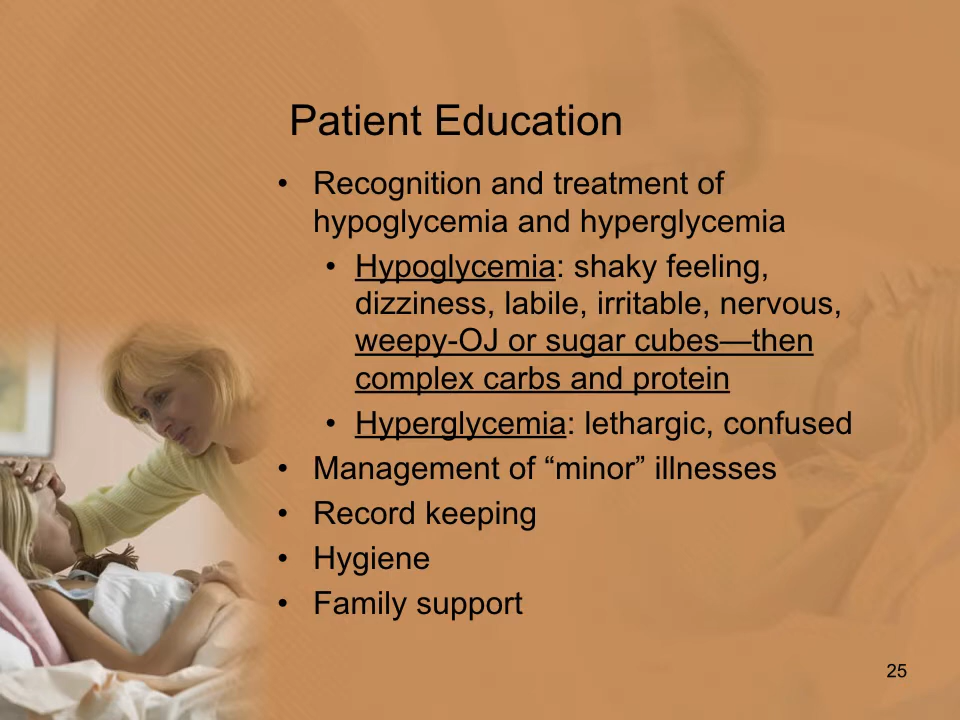 Patient Education
• Recognition and treatment of
hypoglycemia and hyperglycemia
• Hypoglycemia: shaky feeling,
dizziness, labile, irritable, nervous,
weepy-OJ or sugar cubes—then
complex carbs and protein
• Hyperglycemia: lethargic, confused
• Management of “minor” illnesses
• Record keeping
• Hygiene
• Family support
25